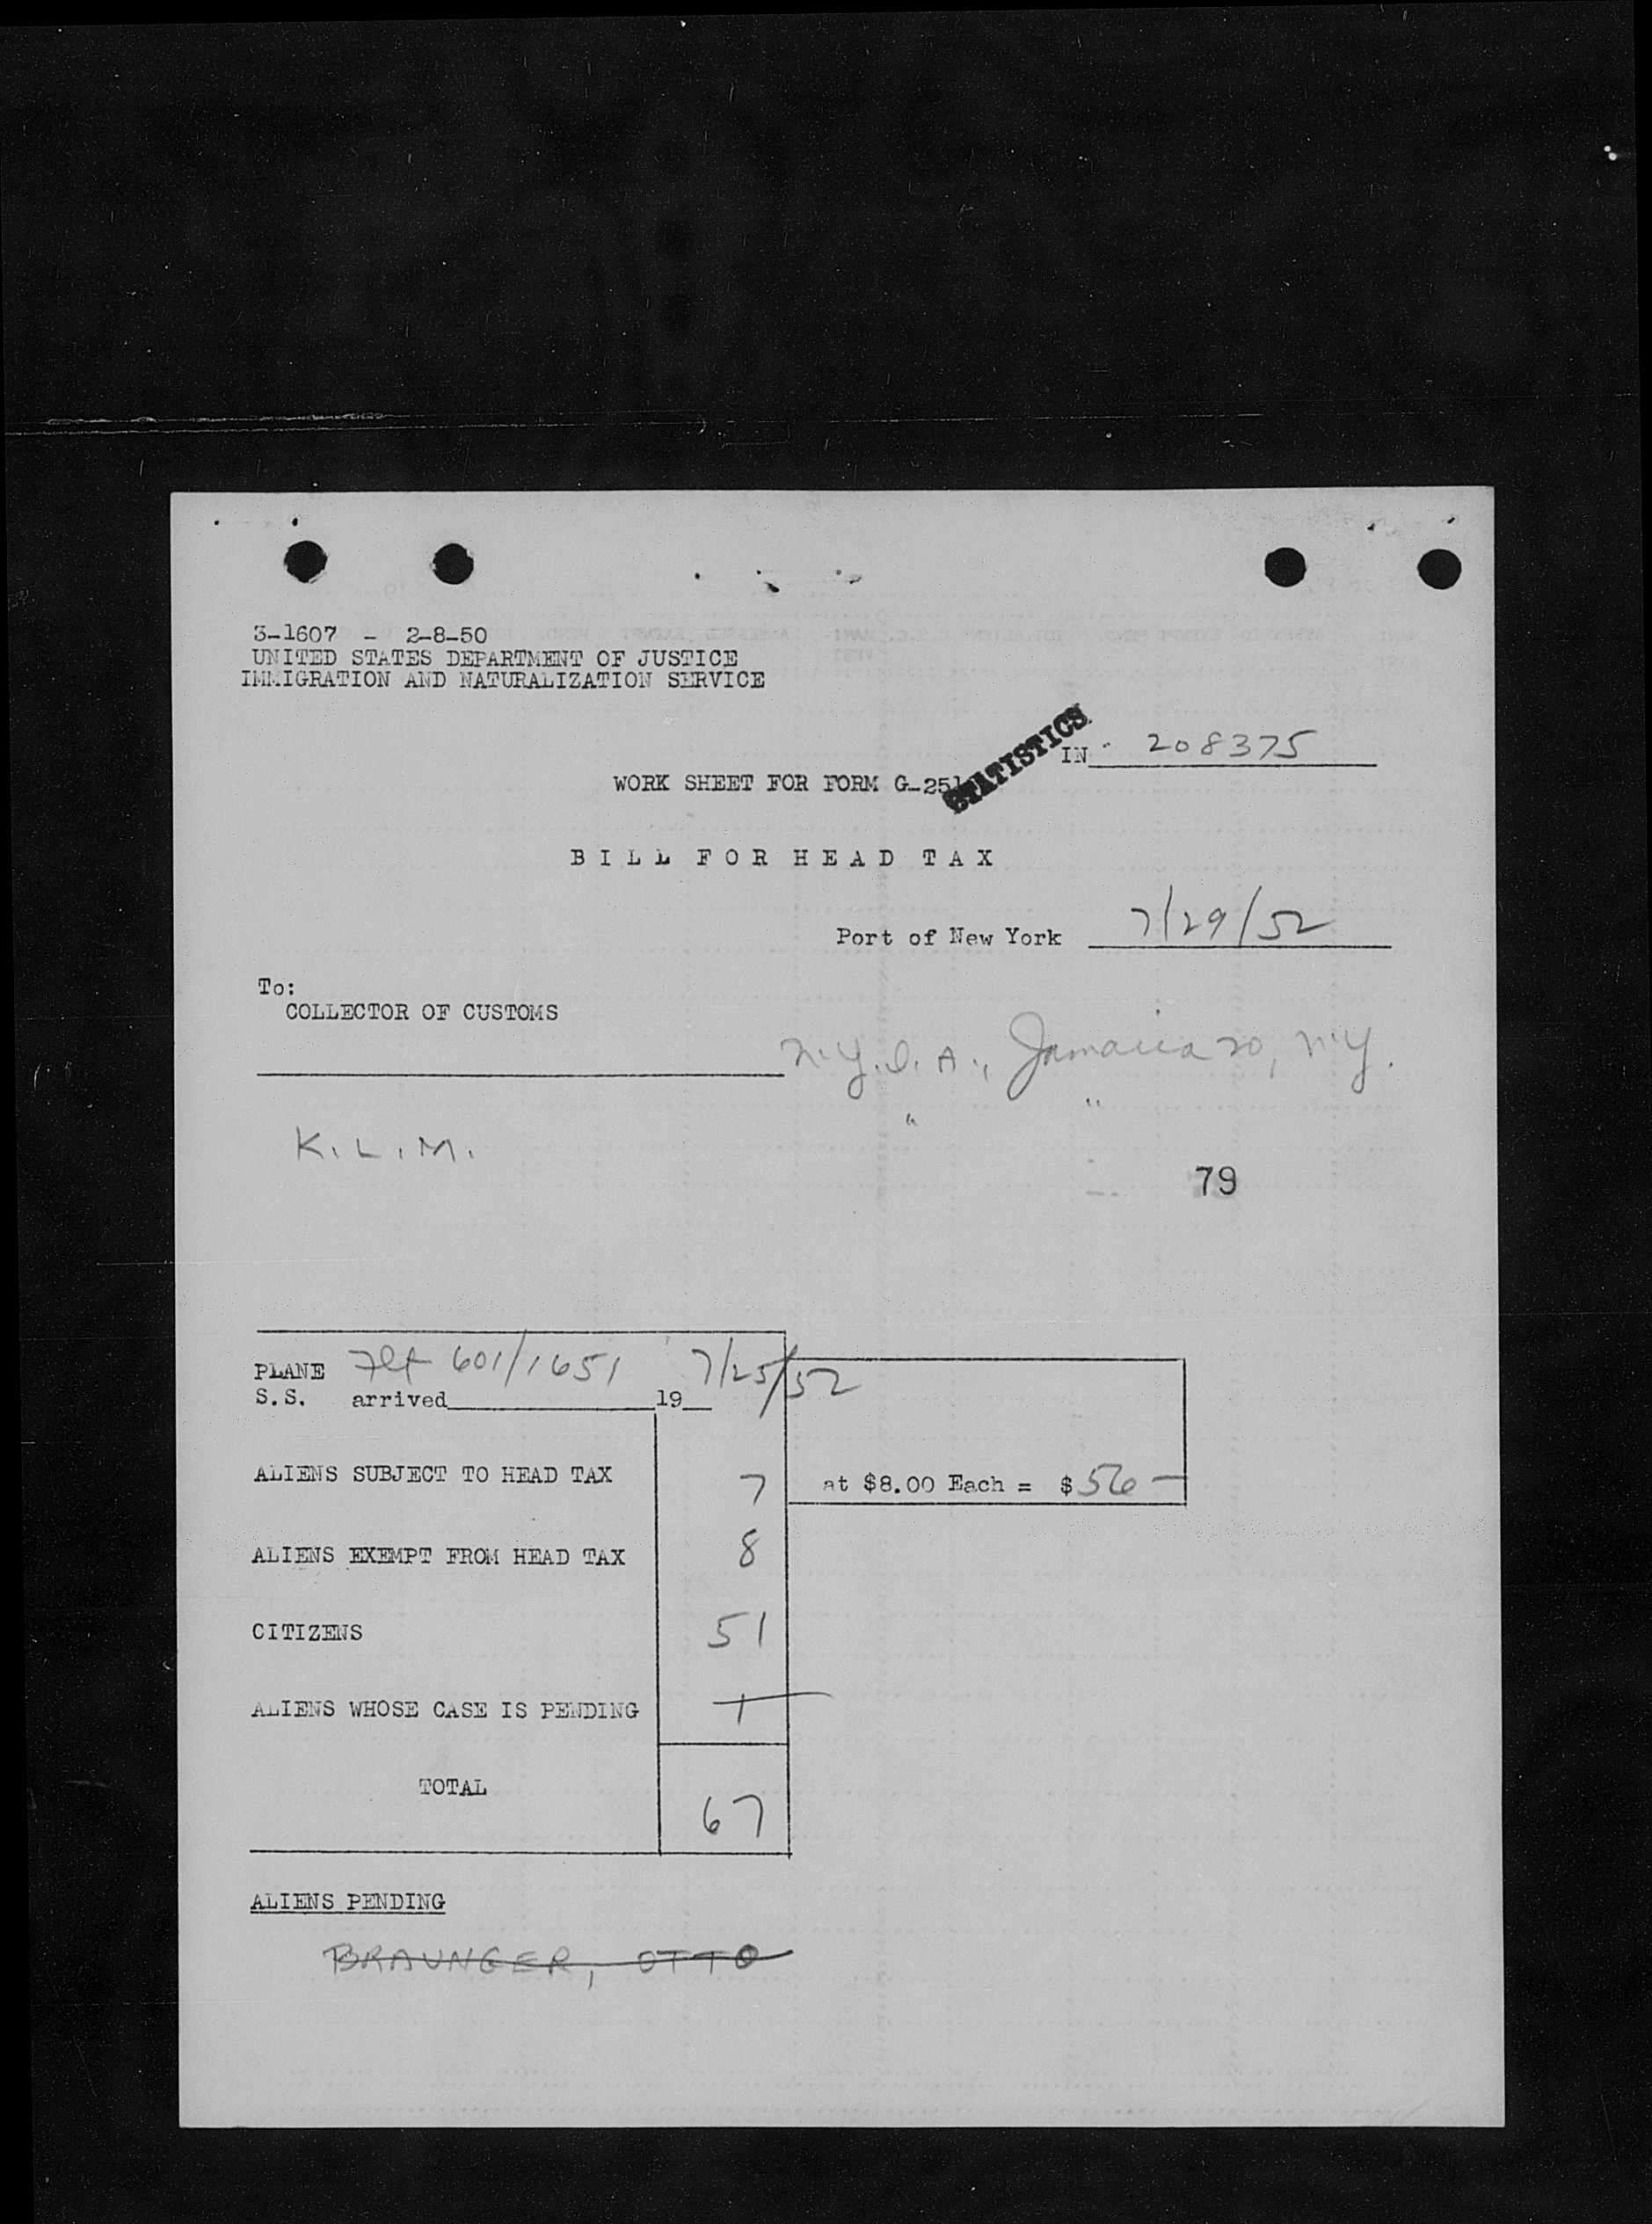 3-1607 - 2-8-50
UNITED STATES DEPARTMENT OF JUSTICE
IMMIGRATION AND NATURALIZATION SERVICE
STATISTICS
IN 208375
WORK SHEET FOR FORM G-251
BILL FOR HEAD TAX
Port of New York 7/29/52
To:
COLLECTOR OF CUSTOMS
N.Y.I.A., Jamaica 20, N.Y.
" "
K.L.M.
79
PLANE Flt 601/1651 7/25/52
S.S. arrived 19
ALIENS SUBJECT TO HEAD TAX 7 at $8.00 Each = $ 56 —
ALIENS EXEMPT FROM HEAD TAX 8
CITIZENS 51
ALIENS WHOSE CASE IS PENDING 1
TOTAL 67
ALIENS PENDING
BRAUNGER, OTTO